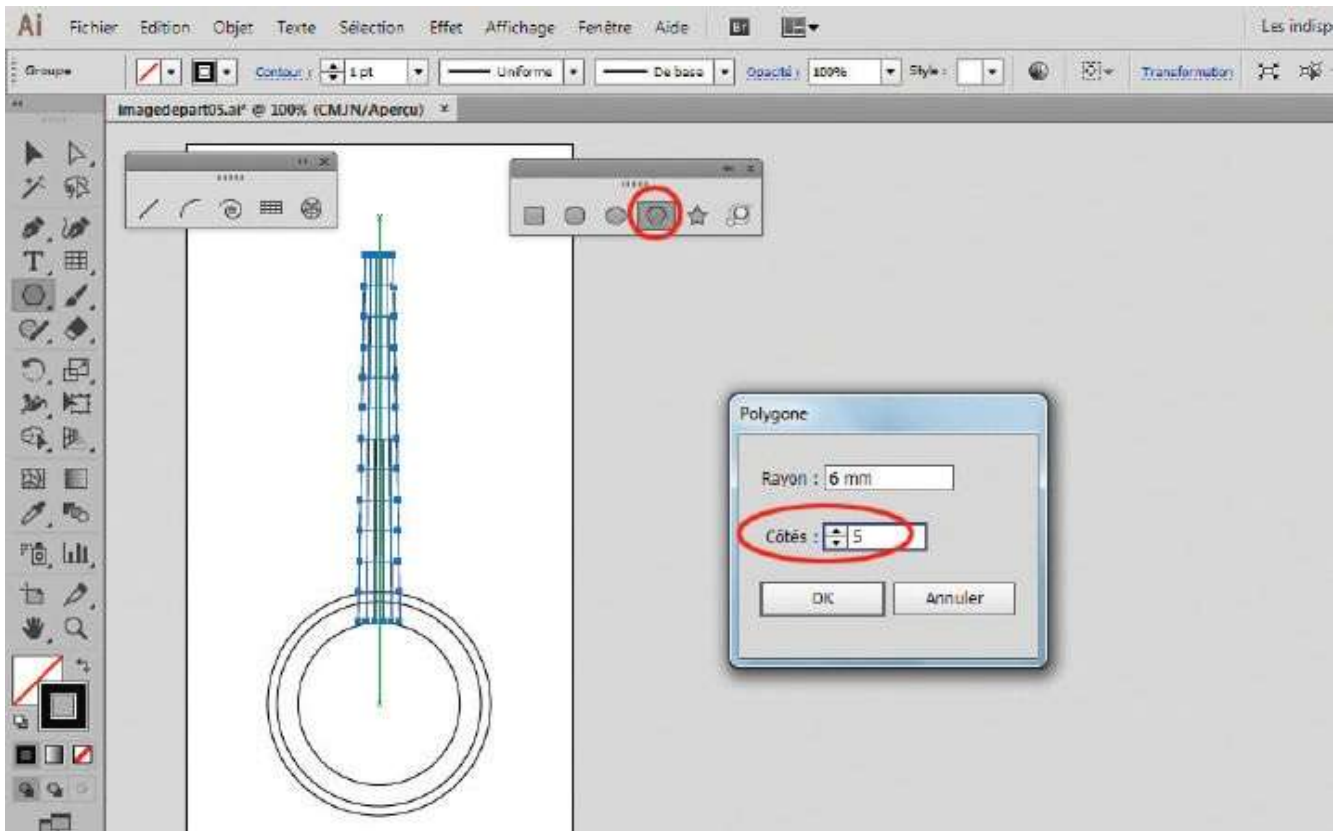 Ai Fichier Edition Objet Texte Sélection Effet Affichage Fenêtre Aide Br Les indisp
Groupe Contour : 1 pt Uniforme De base Opacité : 100% Style : Transformation
imagedepart05.ai* @ 100% (CMJN/Aperçu) ×
Polygone
Rayon : 6 mm
Côtés : 5
OK Annuler